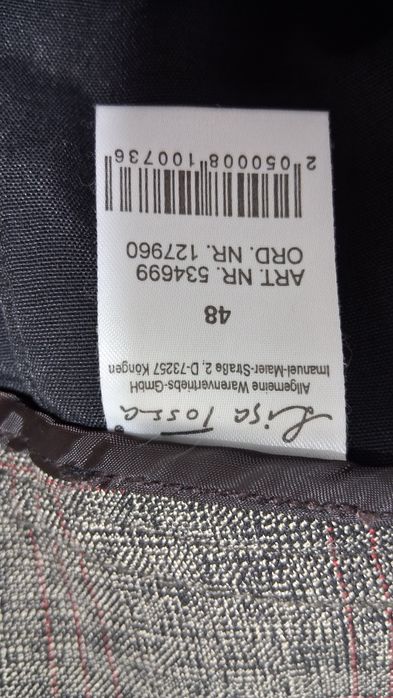 Lisa Tossa
Allgemeine Warenvertriebs-GmbH
Imanuel-Maier-Straße 2, D-73257 Köngen
48
ART. NR. 534699
ORD. NR. 127960
2 050008 100736